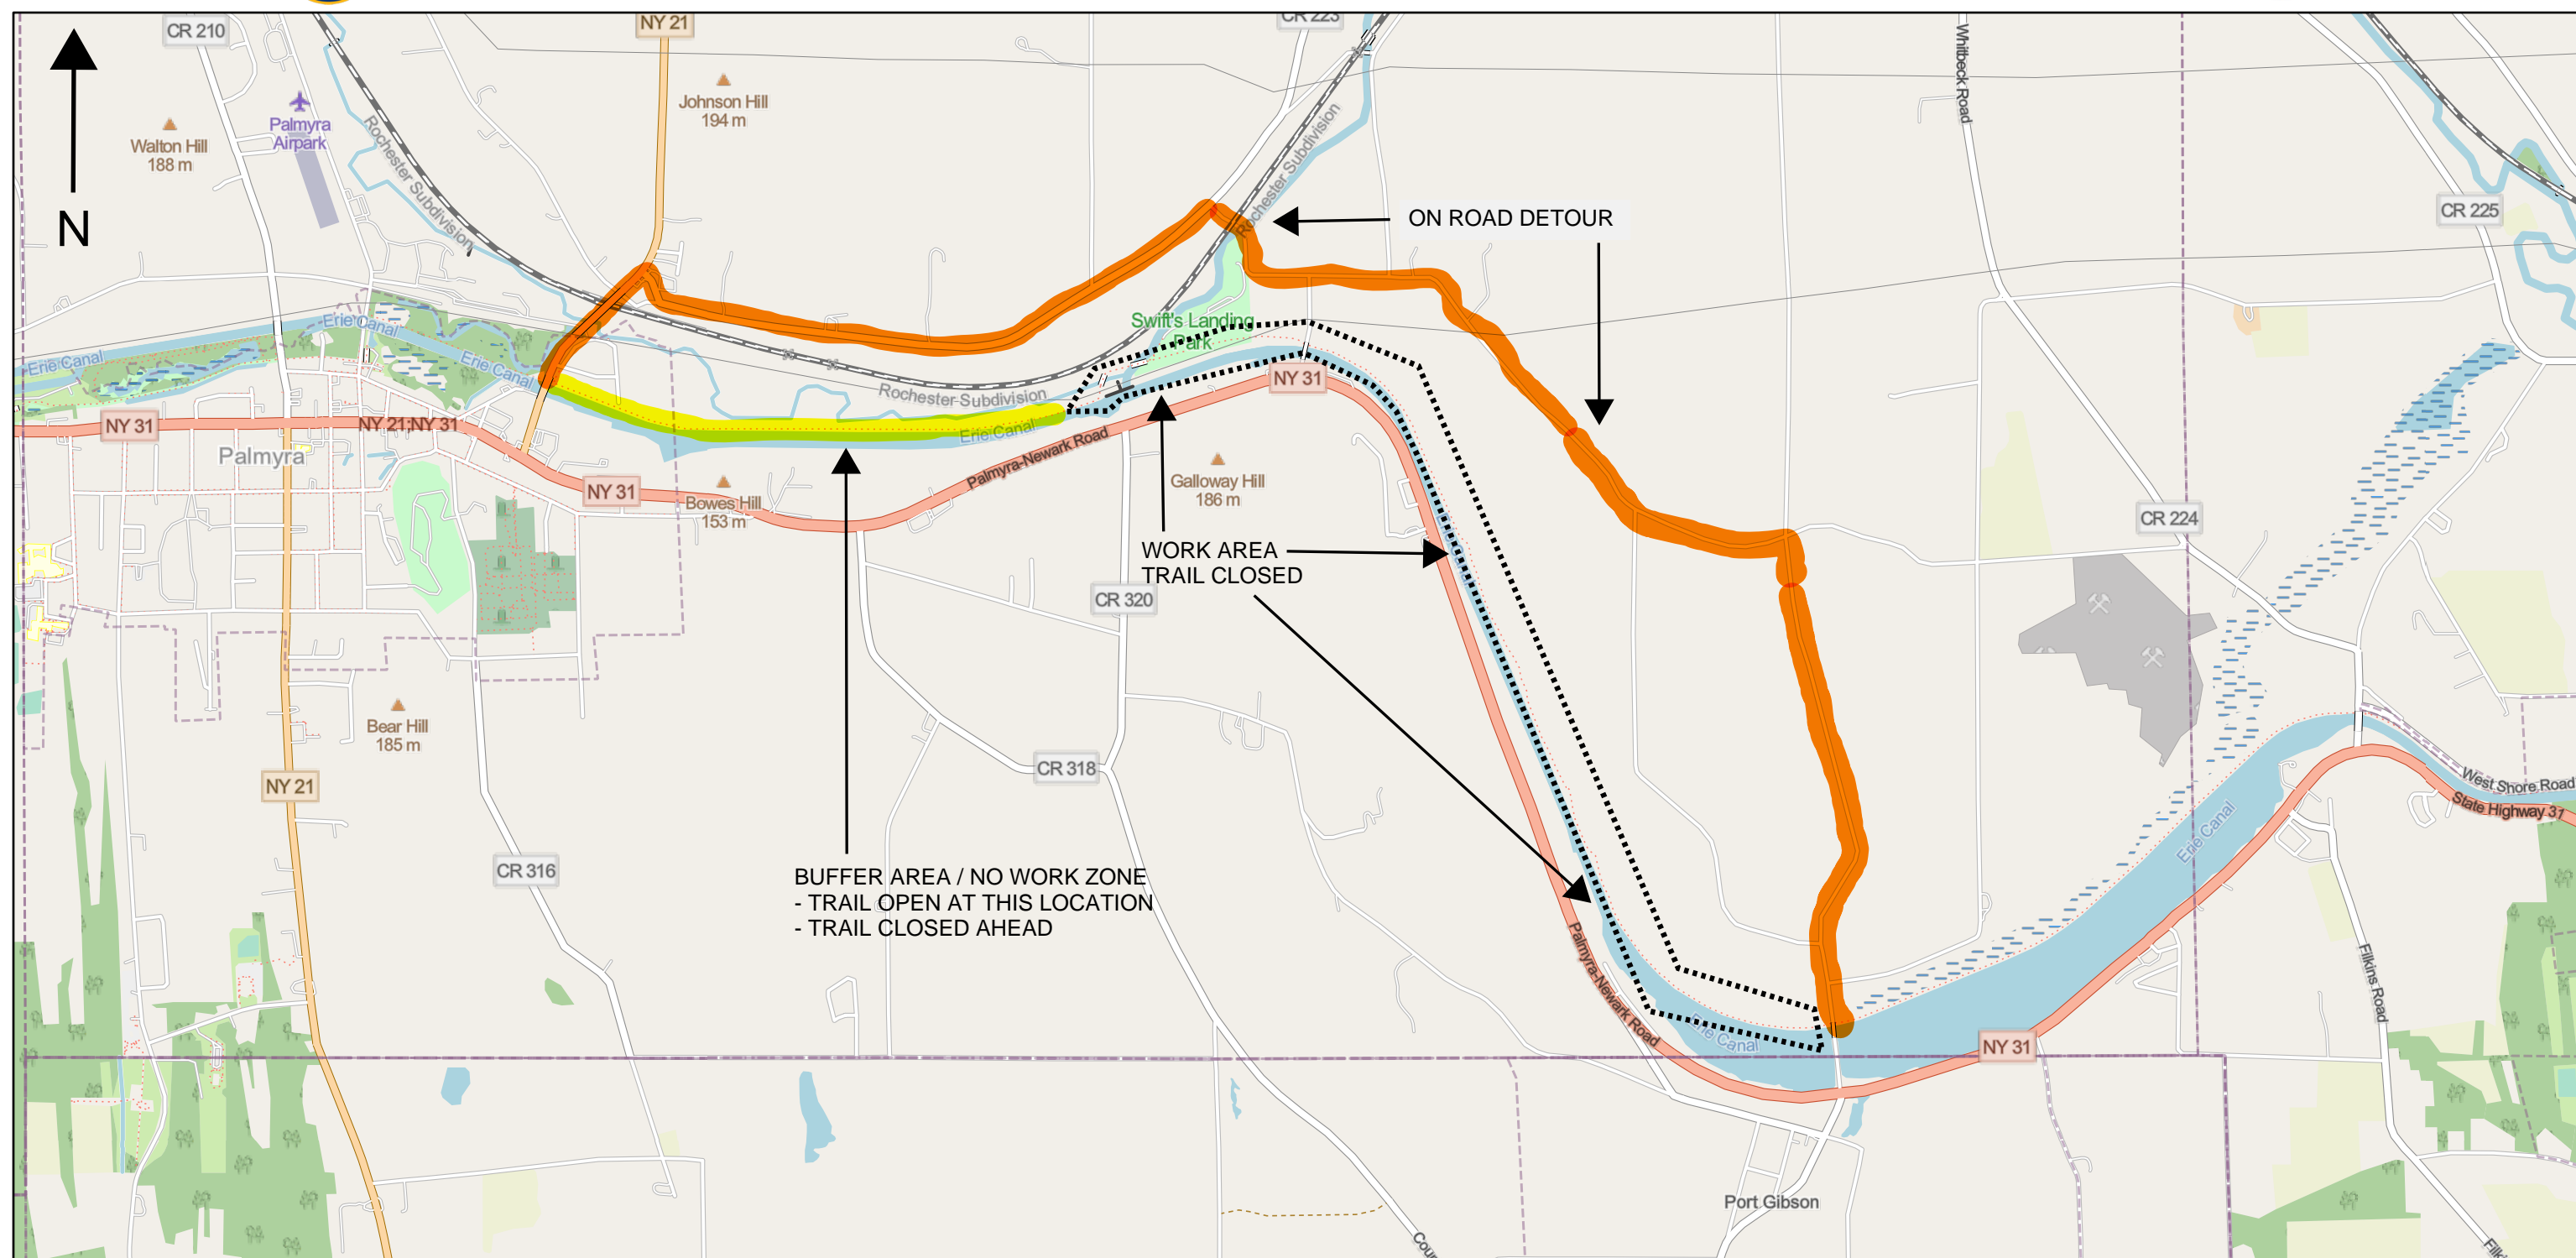 CR 210
NY 21
CR 223
Whitbeck Road
N
Walton Hill
188 m
Palmyra
Airpark
Johnson Hill
194 m
Rochester Subdivision
Rochester Subdivision
ON ROAD DETOUR
CR 225
Erie Canal
Erie Canal
Erie Canal
Swift's Landing
Park
NY 31
NY 31
NY 21;NY 31
Rochester Subdivision
Erie Canal
Palmyra
Palmyra-Newark Road
Galloway Hill
186 m
NY 31
Bowes Hill
153 m
CR 224
WORK AREA
TRAIL CLOSED
CR 320
Bear Hill
185 m
NY 21
CR 318
West Shore Road
State Highway 31
Erie Canal
CR 316
BUFFER AREA / NO WORK ZONE
- TRAIL OPEN AT THIS LOCATION
- TRAIL CLOSED AHEAD
Palmyra-Newark Road
Filkins Road
Erie Canal
NY 31
Port Gibson